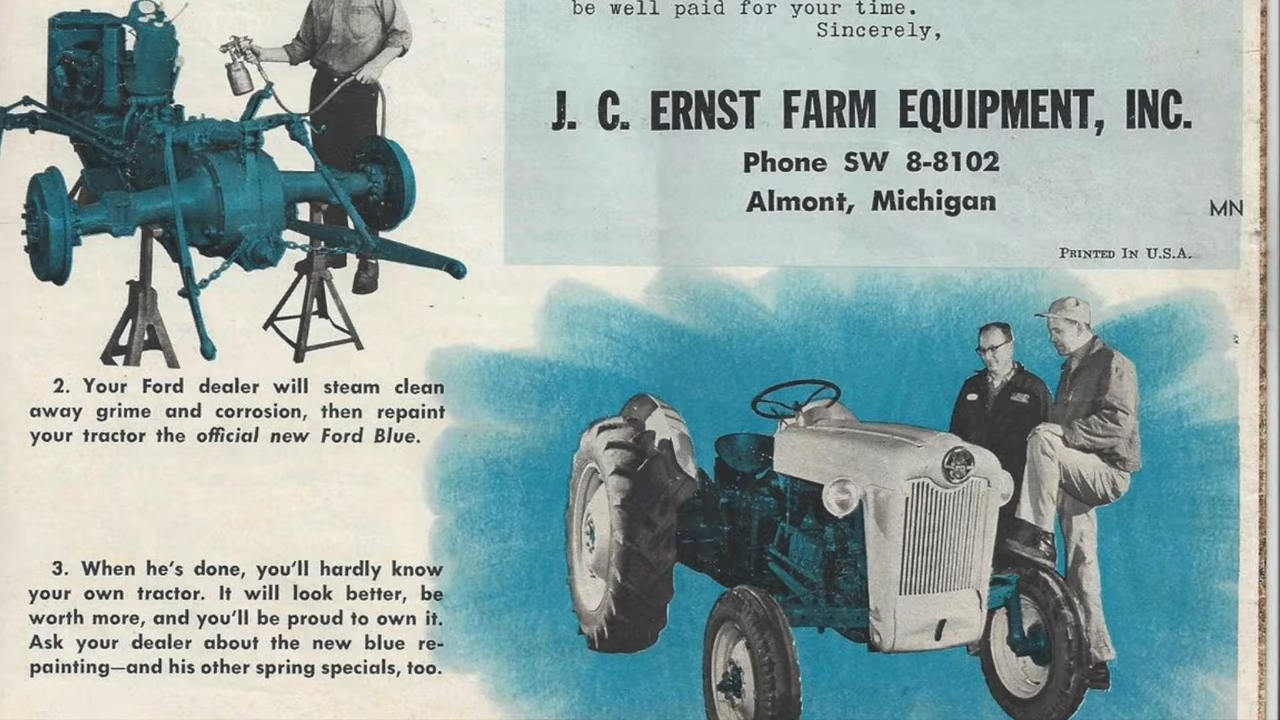 be well paid for your time.
Sincerely,
J. C. ERNST FARM EQUIPMENT, INC.
Phone SW 8-8102
Almont, Michigan
MN
PRINTED IN U.S.A.
2. Your Ford dealer will steam clean
away grime and corrosion, then repaint
your tractor the official new Ford Blue.
3. When he's done, you'll hardly know
your own tractor. It will look better, be
worth more, and you'll be proud to own it.
Ask your dealer about the new blue re-
painting—and his other spring specials, too.